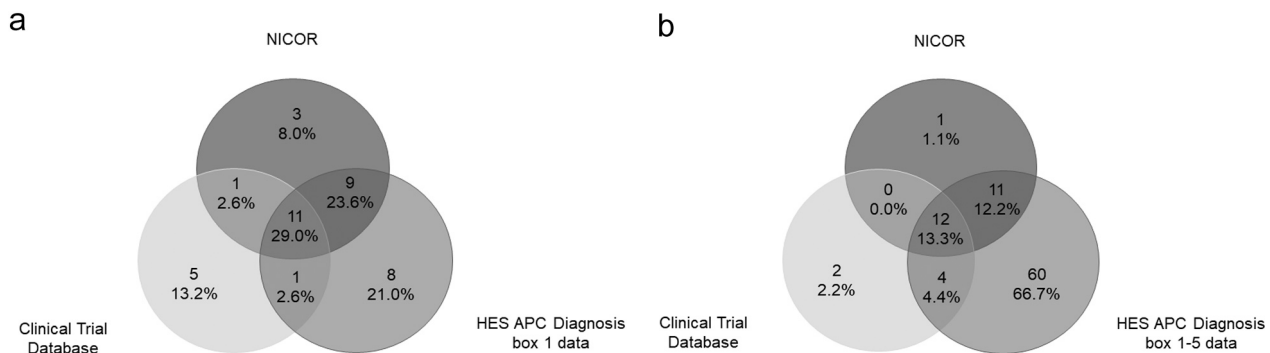 a
NICOR
3
8.0%
1
2.6%
9
23.6%
11
29.0%
5
13.2%
1
2.6%
8
21.0%
Clinical Trial
Database
HES APC Diagnosis
box 1 data
b
NICOR
1
1.1%
0
0.0%
11
12.2%
12
13.3%
2
2.2%
4
4.4%
60
66.7%
Clinical Trial
Database
HES APC Diagnosis
box 1-5 data